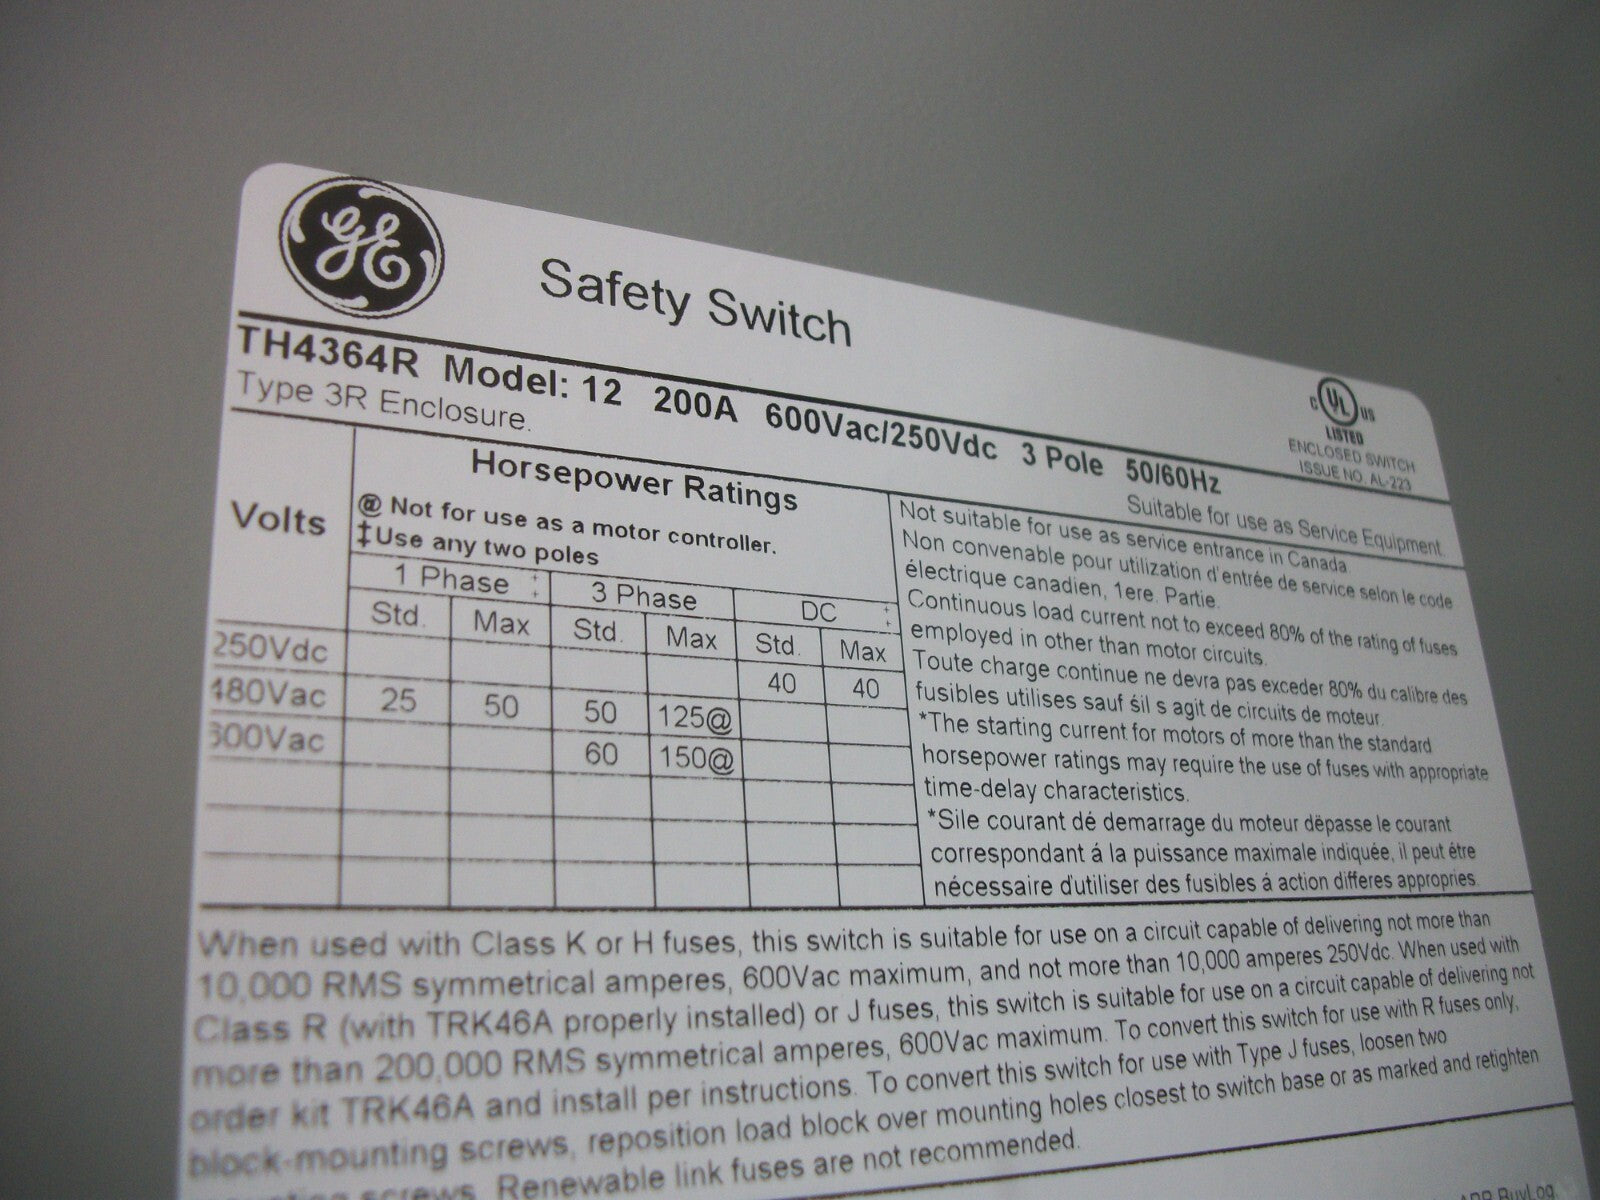 GE
Safety Switch
C UL US
LISTED
ENCLOSED SWITCH
ISSUE NO. AL-223
TH4364R Model: 12 200A 600Vac/250Vdc 3 Pole 50/60Hz
Type 3R Enclosure.
Suitable for use as Service Equipment.
Volts
Horsepower Ratings
@ Not for use as a motor controller.
‡Use any two poles
1 Phase ‡ 3 Phase DC ‡
Std. Max Std. Max Std. Max
250Vdc 40 40
480Vac 25 50 50 125@
600Vac 60 150@
Not suitable for use as service entrance in Canada
Non convenable pour utilization d'entrée de service selon le code
électrique canadien, 1ere. Partie.
Continuous load current not to exceed 80% of the rating of fuses
employed in other than motor circuits.
Toute charge continue ne devra pas exceder 80% du calibre des
fusibles utilises sauf śil s agit de circuits de moteur.
*The starting current for motors of more than the standard
horsepower ratings may require the use of fuses with appropriate
time-delay characteristics.
*Sile courant dé demarrage du moteur dëpasse le courant
correspondant á la puissance maximale indiquée, il peut étre
nécessaire d'utiliser des fusibles á action differes appropries
When used with Class K or H fuses, this switch is suitable for use on a circuit capable of delivering not more than
10,000 RMS symmetrical amperes, 600Vac maximum, and not more than 10,000 amperes 250Vdc. When used with
Class R (with TRK46A properly installed) or J fuses, this switch is suitable for use on a circuit capable of delivering not
more than 200,000 RMS symmetrical amperes, 600Vac maximum. To convert this switch for use with R fuses only,
order kit TRK46A and install per instructions. To convert this switch for use with Type J fuses, loosen two
block-mounting screws, reposition load block over mounting holes closest to switch base or as marked and retighten
mounting screws. Renewable link fuses are not recommended.
BuyLog